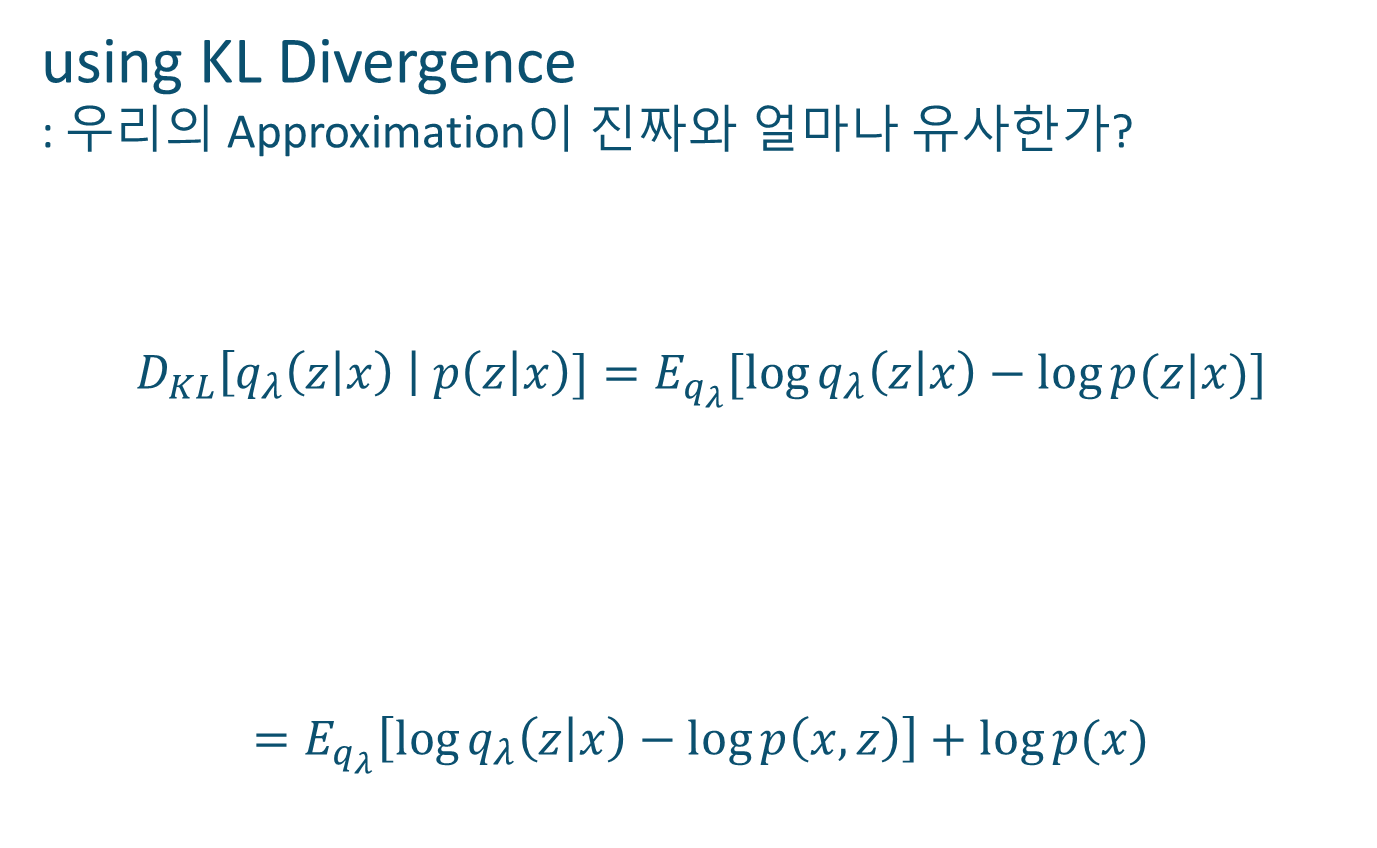 using KL Divergence
: 우리의 Approximation이 진짜와 얼마나 유사한가?
D_{KL}[q_λ(z|x) | p(z|x)] = E_{q_λ}[log q_λ(z|x) − log p(z|x)]
= E_{q_λ}[log q_λ(z|x) − log p(x, z)] + log p(x)